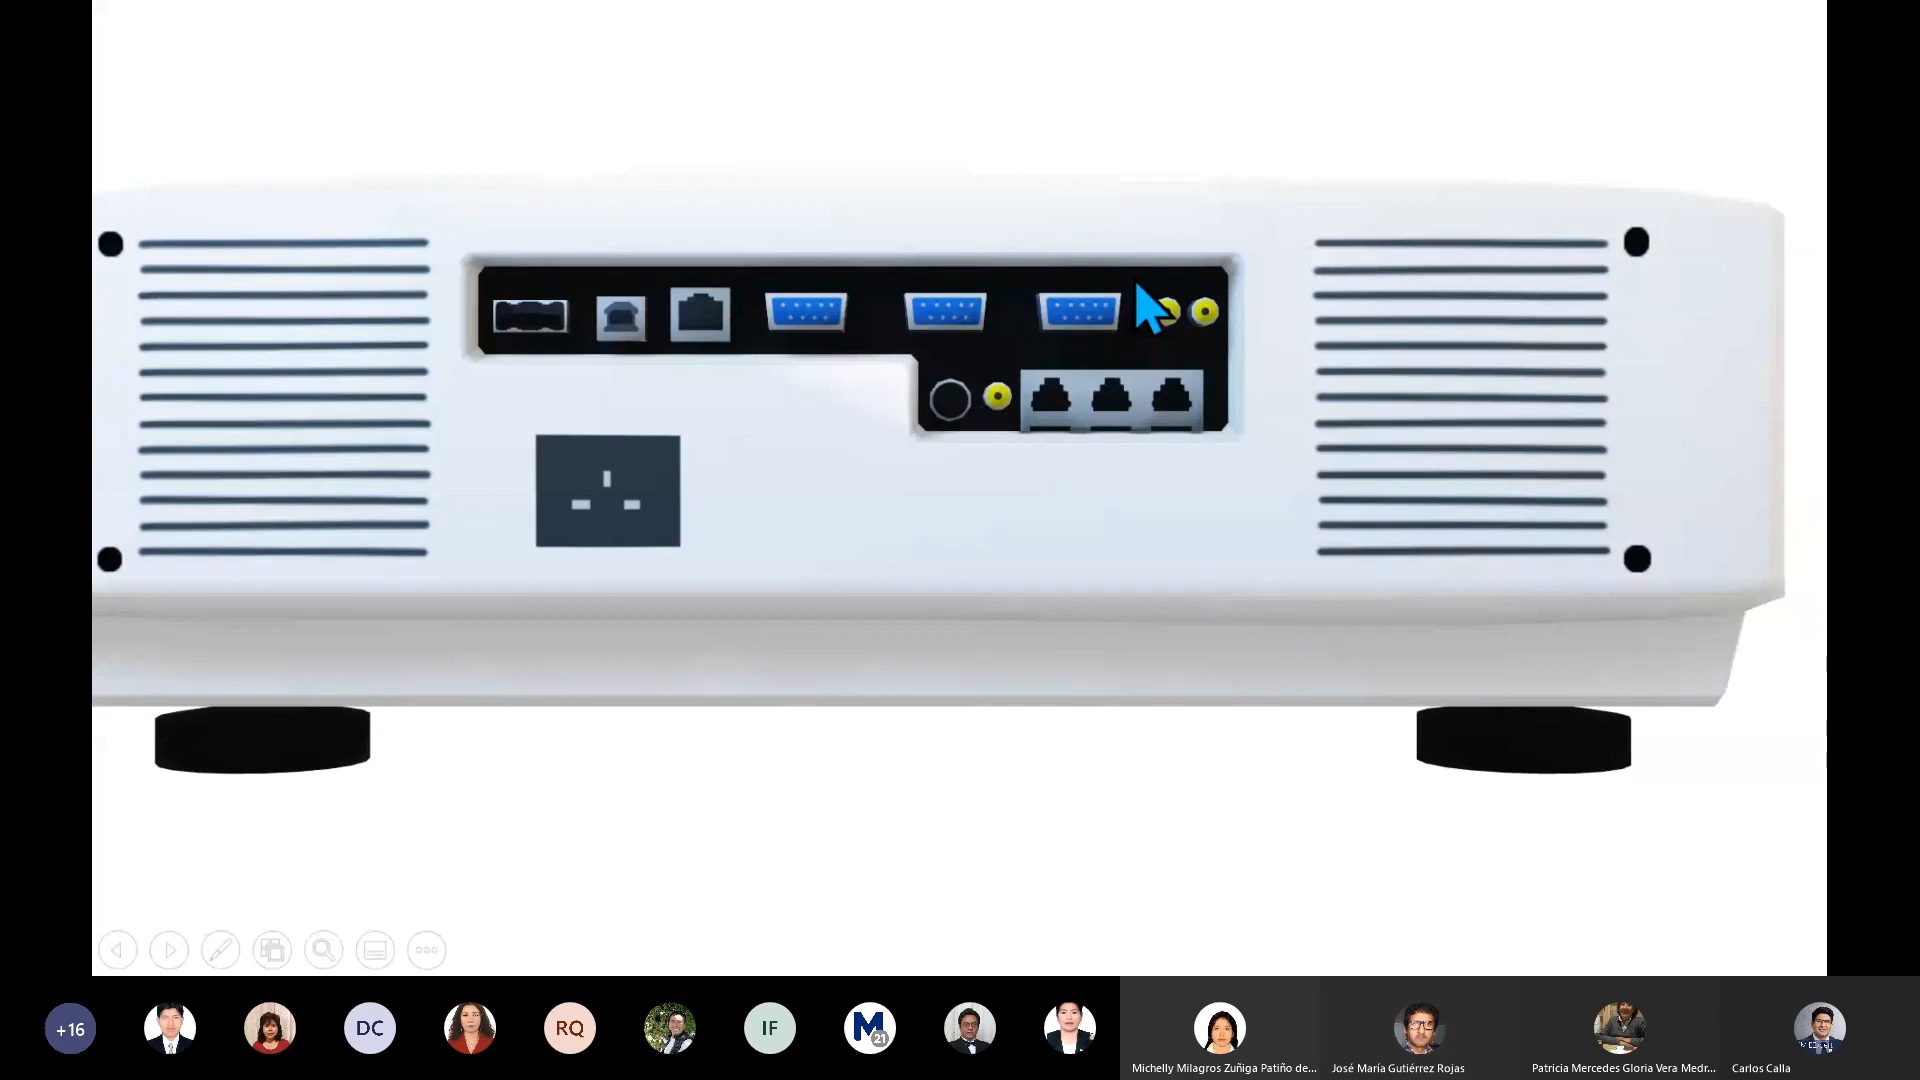 +16
DC
RQ
IF
M
21
Michelly Milagros Zuñiga Patiño de...
José María Gutiérrez Rojas
Patricia Mercedes Gloria Vera Medr...
Carlos Calla